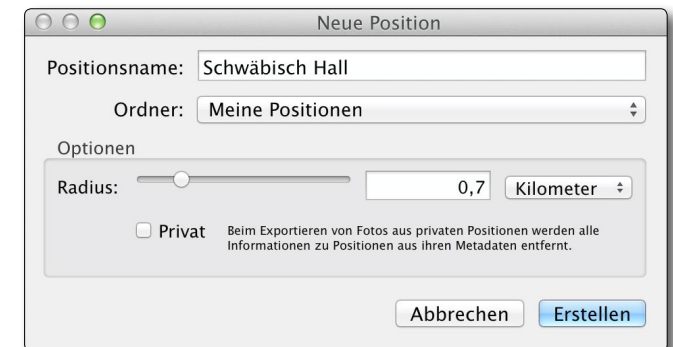 Neue Position
Positionsname: Schwäbisch Hall
Ordner: Meine Positionen
Optionen
Radius: 0,7 Kilometer
Privat Beim Exportieren von Fotos aus privaten Positionen werden alle
Informationen zu Positionen aus ihren Metadaten entfernt.
Abbrechen Erstellen